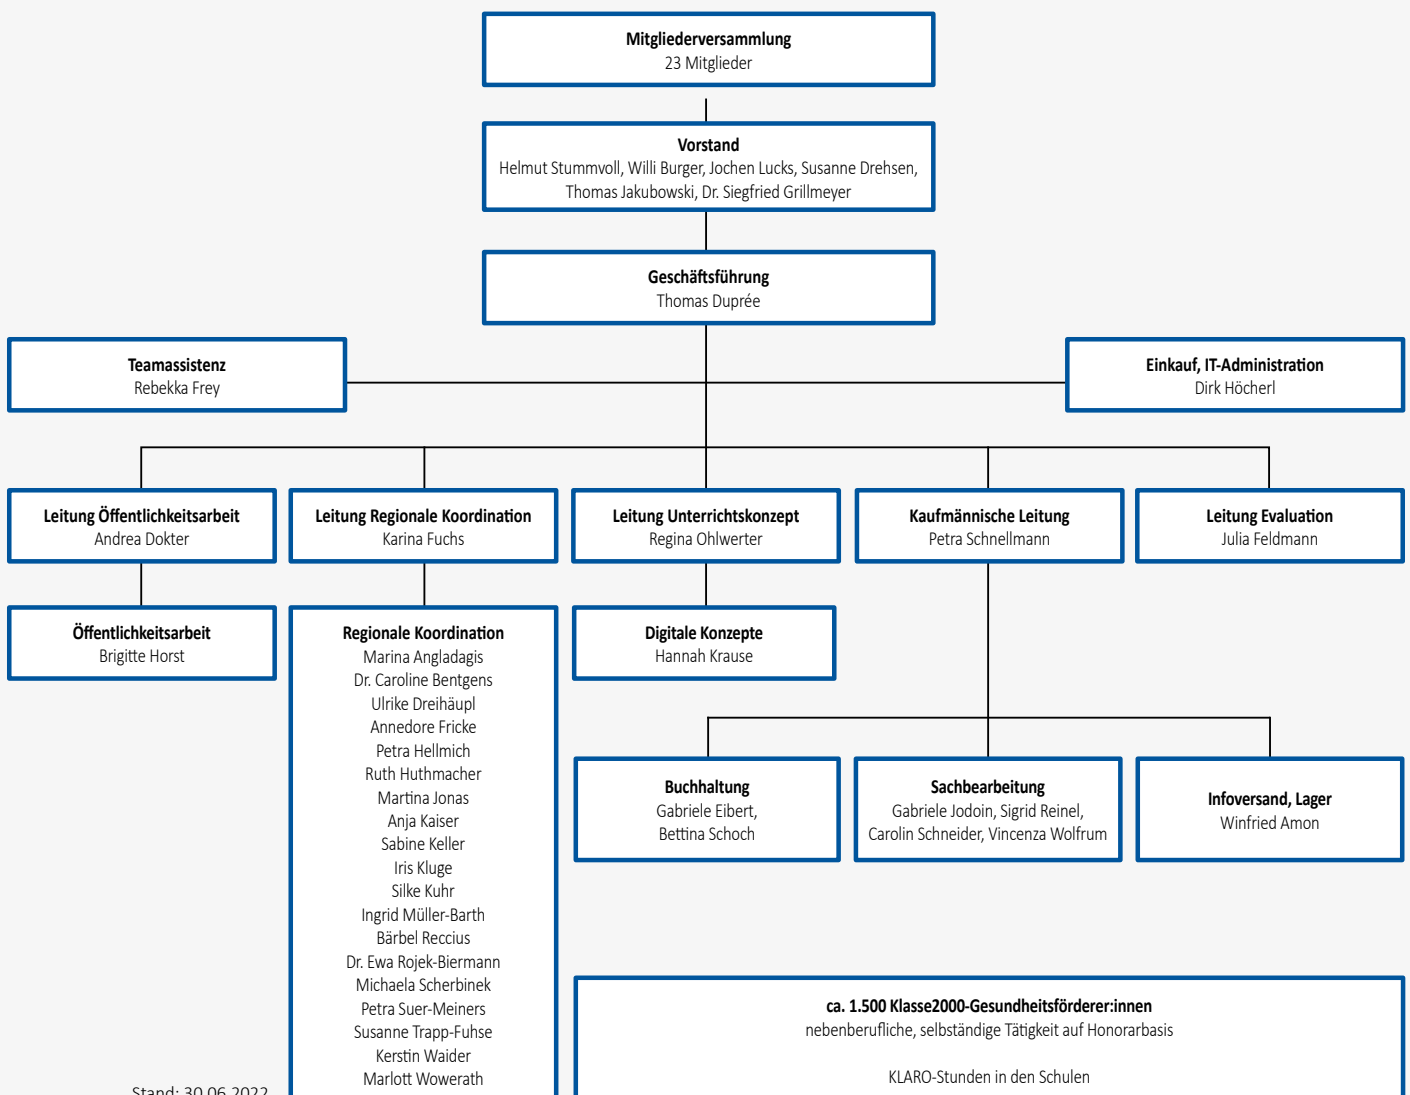 Mitgliederversammlung
23 Mitglieder
Vorstand
Helmut Stummvoll, Willi Burger, Jochen Lucks, Susanne Drehsen,
Thomas Jakubowski, Dr. Siegfried Grillmeyer
Geschäftsführung
Thomas Duprée
Teamassistenz
Rebekka Frey
Einkauf, IT-Administration
Dirk Höcherl
Leitung Öffentlichkeitsarbeit
Andrea Dokter
Leitung Regionale Koordination
Karina Fuchs
Leitung Unterrichtskonzept
Regina Ohlwerter
Kaufmännische Leitung
Petra Schnellmann
Leitung Evaluation
Julia Feldmann
Öffentlichkeitsarbeit
Brigitte Horst
Regionale Koordination
Marina Angladagis
Dr. Caroline Bentgens
Ulrike Dreihäupl
Annedore Fricke
Petra Hellmich
Ruth Huthmacher
Martina Jonas
Anja Kaiser
Sabine Keller
Iris Kluge
Silke Kuhr
Ingrid Müller-Barth
Bärbel Reccius
Dr. Ewa Rojek-Biermann
Michaela Scherbinek
Petra Suer-Meiners
Susanne Trapp-Fuhse
Kerstin Waider
Marlott Wowerath
Digitale Konzepte
Hannah Krause
Buchhaltung
Gabriele Eibert,
Bettina Schoch
Sachbearbeitung
Gabriele Jodoin, Sigrid Reinel,
Carolin Schneider, Vincenza Wolfrum
Infoversand, Lager
Winfried Amon
ca. 1.500 Klasse2000-Gesundheitsförderer:innen
nebenberufliche, selbständige Tätigkeit auf Honorarbasis
KLARO-Stunden in den Schulen
Stand: 30.06.2022